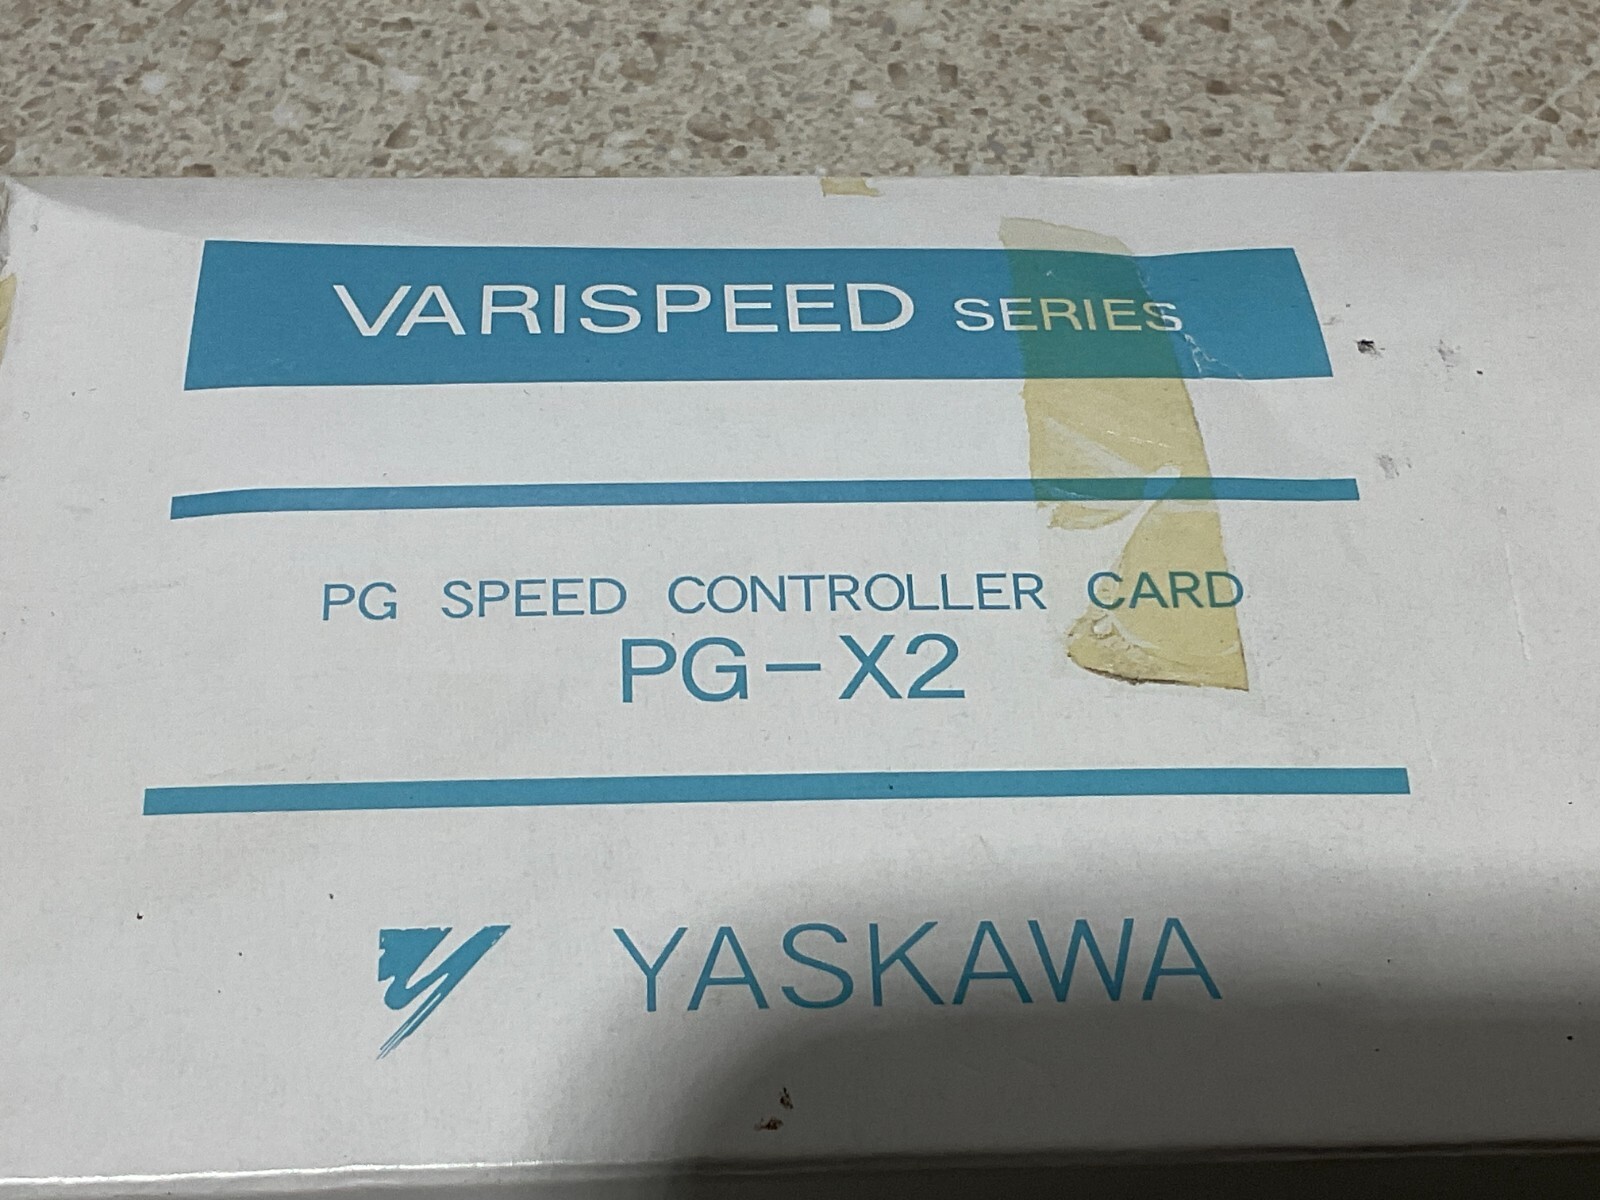 VARISPEED SERIES
PG SPEED CONTROLLER CARD
PG-X2
YASKAWA